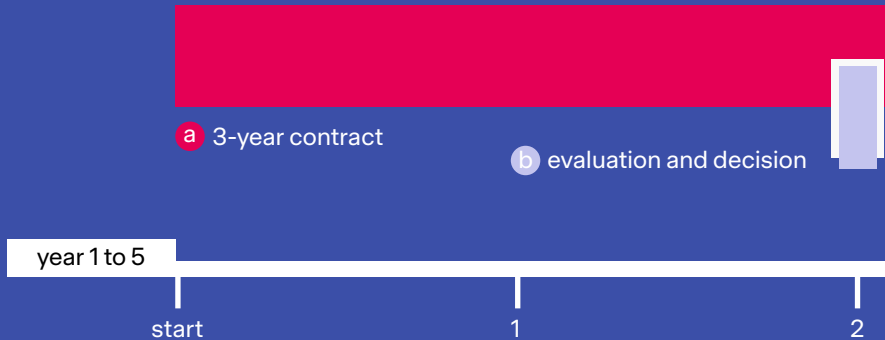 a 3-year contract
b evaluation and decision
year 1 to 5
start 1 2